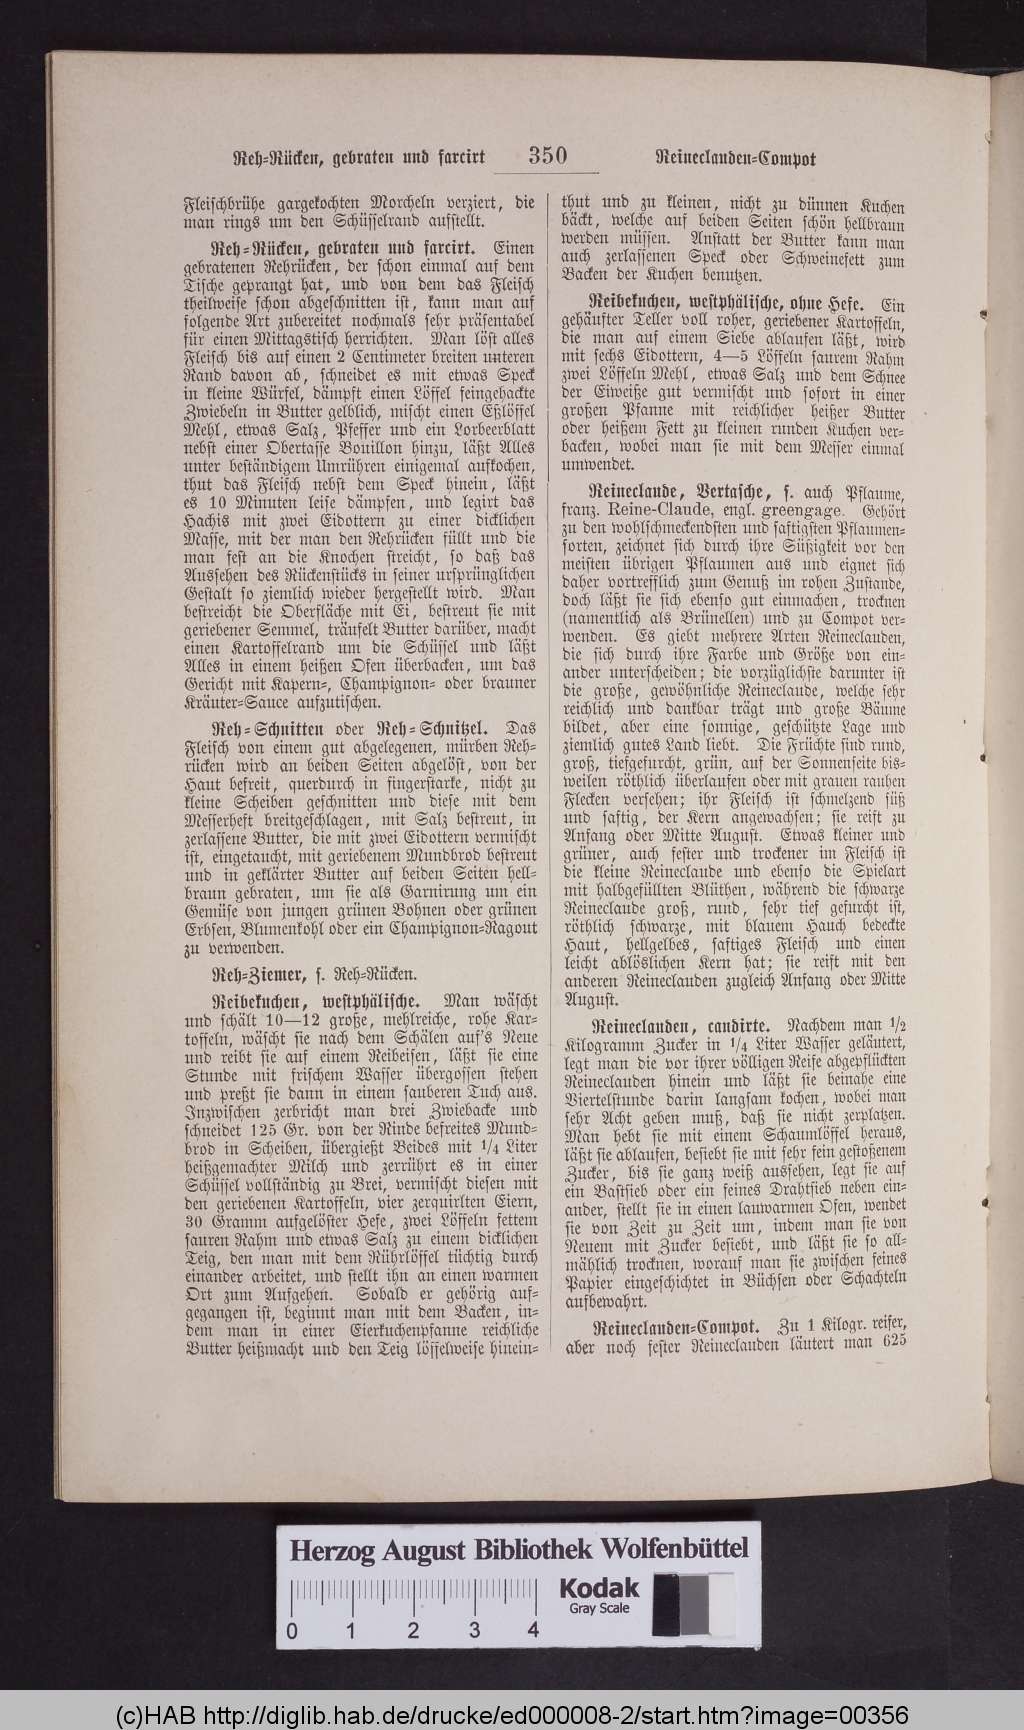 Reh-Rücken, gebraten und farcirt 350 Reineclauden-Compot
Fleischbrühe gargekochten Morcheln verziert, die
man rings um den Schüsselrand aufstellt.
Reh-Rücken, gebraten und farcirt. Einen
gebratenen Rehrücken, der schon einmal auf dem
Tische geprangt hat, und von dem das Fleisch
theilweise schon abgeschnitten ist, kann man auf
folgende Art zubereitet nochmals sehr präsentabel
für einen Mittagstisch herrichten. Man löst alles
Fleisch bis auf einen 2 Centimeter breiten unteren
Rand davon ab, schneidet es mit etwas Speck
in kleine Würfel, dämpft einen Löffel feingehackte
Zwiebeln in Butter gelblich, mischt einen Eßlöffel
Mehl, etwas Salz, Pfeffer und ein Lorbeerblatt
nebst einer Obertasse Bouillon hinzu, läßt Alles
unter beständigem Umrühren einigemal aufkochen,
thut das Fleisch nebst dem Speck hinein, läßt
es 10 Minuten leise dämpfen, und legirt das
Hachis mit zwei Eidottern zu einer dicklichen
Masse, mit der man den Rehrücken füllt und die
man fest an die Knochen streicht, so daß das
Aussehen des Rückenstücks in seiner ursprünglichen
Gestalt so ziemlich wieder hergestellt wird. Man
bestreicht die Oberfläche mit Ei, bestreut sie mit
geriebener Semmel, träufelt Butter darüber, macht
einen Kartoffelrand um die Schüssel und läßt
Alles in einem heißen Ofen überbacken, um das
Gericht mit Kapern-, Champignon- oder brauner
Kräuter-Sauce aufzutischen.
Reh-Schnitten oder Reh-Schnitzel. Das
Fleisch von einem gut abgelegenen, mürben Reh-
rücken wird an beiden Seiten abgelöst, von der
Haut befreit, querdurch in fingerstarke, nicht zu
kleine Scheiben geschnitten und diese mit dem
Messerheft breitgeschlagen, mit Salz bestreut, in
zerlassene Butter, die mit zwei Eidottern vermischt
ist, eingetaucht, mit geriebenem Mundbrod bestreut
und in geklärter Butter auf beiden Seiten hell-
braun gebraten, um sie als Garnirung um ein
Gemüse von jungen grünen Bohnen oder grünen
Erbsen, Blumenkohl oder ein Champignon-Ragout
zu verwenden.
Reh-Ziemer, s. Reh-Rücken.
Reibekuchen, westphälische. Man wäscht
und schält 10—12 große, mehlreiche, rohe Kar-
toffeln, wäscht sie nach dem Schälen auf's Neue
und reibt sie auf einem Reibeisen, läßt sie eine
Stunde mit frischem Wasser übergossen stehen
und preßt sie dann in einem sauberen Tuch aus.
Inzwischen zerbricht man drei Zwiebacke und
schneidet 125 Gr. von der Rinde befreites Mund-
brod in Scheiben, übergießt Beides mit 1/4 Liter
heißgemachter Milch und zerrührt es in einer
Schüssel vollständig zu Brei, vermischt diesen mit
den geriebenen Kartoffeln, vier zerquirlten Eiern,
30 Gramm aufgelöster Hefe, zwei Löffeln fettem
sauren Rahm und etwas Salz zu einem dicklichen
Teig, den man mit dem Rührlöffel tüchtig durch
einander arbeitet, und stellt ihn an einen warmen
Ort zum Aufgehen. Sobald er gehörig auf-
gegangen ist, beginnt man mit dem Backen, in-
dem man in einer Eierkuchenpfanne reichliche
Butter heißmacht und den Teig löffelweise hinein-
thut und zu kleinen, nicht zu dünnen Kuchen
bäckt, welche auf beiden Seiten schön hellbraun
werden müssen. Anstatt der Butter kann man
auch zerlassenen Speck oder Schweinefett zum
Backen der Kuchen benutzen.
Reibekuchen, westphälische, ohne Hefe. Ein
gehäufter Teller voll roher, geriebener Kartoffeln,
die man auf einem Siebe ablaufen läßt, wird
mit sechs Eidottern, 4—5 Löffeln saurem Rahm
zwei Löffeln Mehl, etwas Salz und dem Schnee
der Eiweiße gut vermischt und sofort in einer
großen Pfanne mit reichlicher heißer Butter
oder heißem Fett zu kleinen runden Kuchen ver-
backen, wobei man sie mit dem Messer einmal
umwendet.
Reineclaude, Vertasche, s. auch Pflaume,
franz. Reine-Claude, engl. greengage. Gehört
zu den wohlschmeckendsten und saftigsten Pflaumen-
sorten, zeichnet sich durch ihre Süßigkeit vor den
meisten übrigen Pflaumen aus und eignet sich
daher vortrefflich zum Genuß im rohen Zustande,
doch läßt sie sich ebenso gut einmachen, trocknen
(namentlich als Brünellen) und zu Compot ver-
wenden. Es giebt mehrere Arten Reineclauden,
die sich durch ihre Farbe und Größe von ein-
ander unterscheiden; die vorzüglichste darunter ist
die große, gewöhnliche Reineclaude, welche sehr
reichlich und dankbar trägt und große Bäume
bildet, aber eine sonnige, geschützte Lage und
ziemlich gutes Land liebt. Die Früchte sind rund,
groß, tiefgefurcht, grün, auf der Sonnenseite bis-
weilen röthlich überlaufen oder mit grauen rauhen
Flecken versehen; ihr Fleisch ist schmelzend süß
und saftig, der Kern angewachsen; sie reift zu
Anfang oder Mitte August. Etwas kleiner und
grüner, auch fester und trockener im Fleisch ist
die kleine Reineclaude und ebenso die Spielart
mit halbgefüllten Blüthen, während die schwarze
Reineclaude groß, rund, sehr tief gefurcht ist,
röthlich schwarze, mit blauem Hauch bedeckte
Haut, hellgelbes, saftiges Fleisch und einen
leicht ablöslichen Kern hat; sie reift mit den
anderen Reineclauden zugleich Anfang oder Mitte
August.
Reineclauden, candirte. Nachdem man 1/2
Kilogramm Zucker in 1/4 Liter Wasser geläutert,
legt man die vor ihrer völligen Reife abgepflückten
Reineclauden hinein und läßt sie beinahe eine
Viertelstunde darin langsam kochen, wobei man
sehr Acht geben muß, daß sie nicht zerplatzen.
Man hebt sie mit einem Schaumlöffel heraus,
läßt sie ablaufen, besiebt sie mit sehr fein gestoßenem
Zucker, bis sie ganz weiß aussehen, legt sie auf
ein Bastsieb oder ein feines Drahtsieb neben ein-
ander, stellt sie in einen lauwarmen Ofen, wendet
sie von Zeit zu Zeit um, indem man sie von
Neuem mit Zucker besiebt, und läßt sie so all-
mählich trocknen, worauf man sie zwischen feines
Papier eingeschichtet in Büchsen oder Schachteln
aufbewahrt.
Reineclauden-Compot. Zu 1 Kilogr. reifer,
aber noch fester Reineclauden läutert man 625
Herzog August Bibliothek Wolfenbüttel
Kodak
Gray Scale
0 1 2 3 4
(c)HAB http://diglib.hab.de/drucke/ed000008-2/start.htm?image=00356